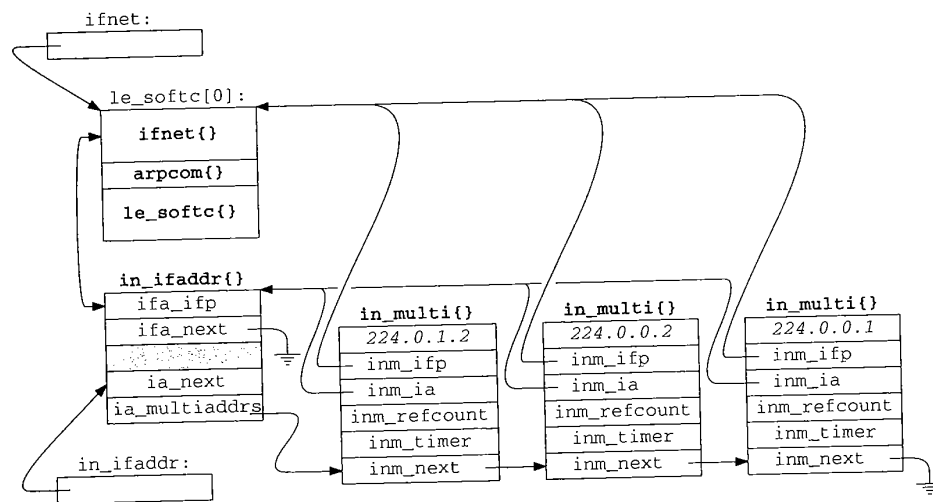 ifnet:
le_softc[0]:
ifnet{}
arpcom{}
le_softc{}
in_ifaddr{}
ifa_ifp
ifa_next
ia_next
ia_multiaddrs
in_ifaddr:
in_multi{}
224.0.1.2
inm_ifp
inm_ia
inm_refcount
inm_timer
inm_next
in_multi{}
224.0.0.2
inm_ifp
inm_ia
inm_refcount
inm_timer
inm_next
in_multi{}
224.0.0.1
inm_ifp
inm_ia
inm_refcount
inm_timer
inm_next